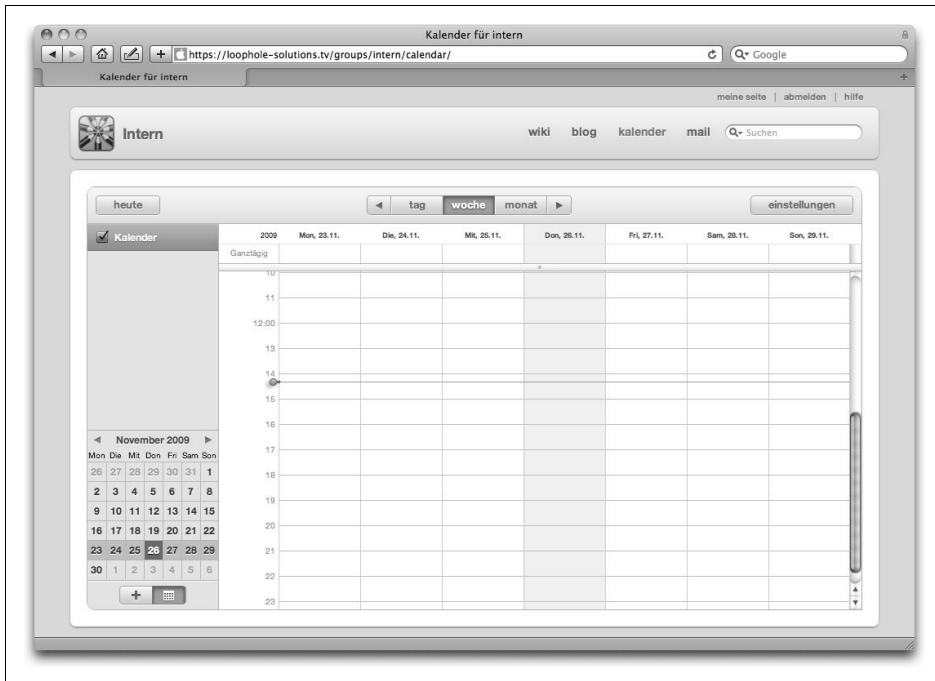 Kalender für intern
https://loophole-solutions.tv/groups/intern/calendar/
Google
Kalender für intern
meine seite | abmelden | hilfe
Intern
wiki blog kalender mail
Suchen
heute
tag woche monat
einstellungen
Kalender
2009 Mon, 23.11. Die, 24.11. Mit, 25.11. Don, 26.11. Fri, 27.11. Sam, 28.11. Son, 29.11.
Ganztägig
10
11
12:00
13
14
15
16
17
18
19
20
21
22
23
November 2009
Mon Die Mit Don Fri Sam Son
26 27 28 29 30 31 1
2 3 4 5 6 7 8
9 10 11 12 13 14 15
16 17 18 19 20 21 22
23 24 25 26 27 28 29
30 1 2 3 4 5 6